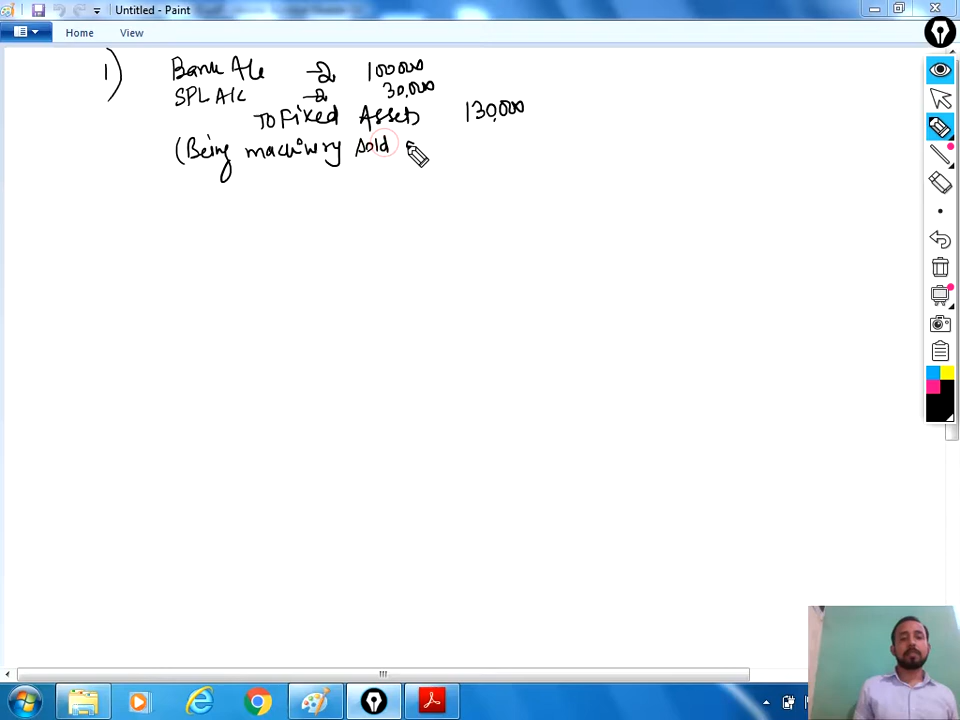 Untitled - Paint
Home View
1) Bank A/c → Dr 100000
SPL A/c → Dr 30,000
To Fixed Assets 130,000
(Being machinery sold